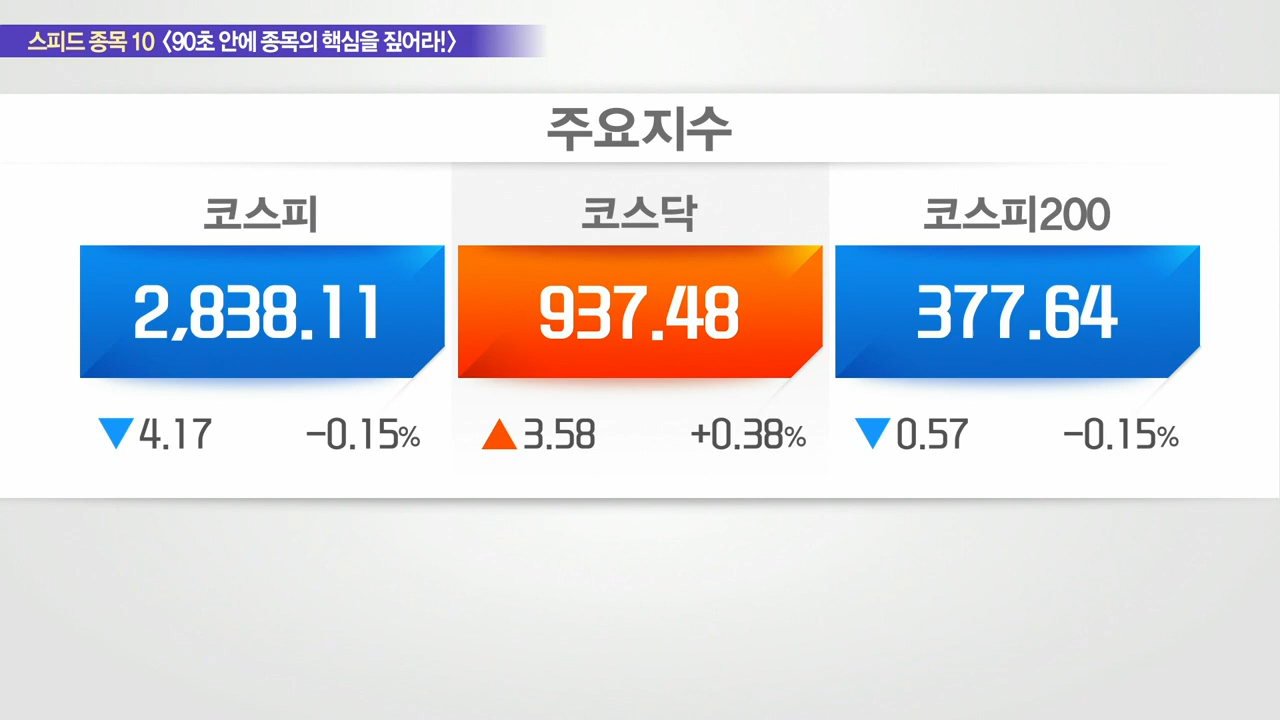 스피드 종목 10 <90초 안에 종목의 핵심을 짚어라!>
주요지수
코스피 코스닥 코스피200
2,838.11 937.48 377.64
▼4.17 -0.15% ▲3.58 +0.38% ▼0.57 -0.15%